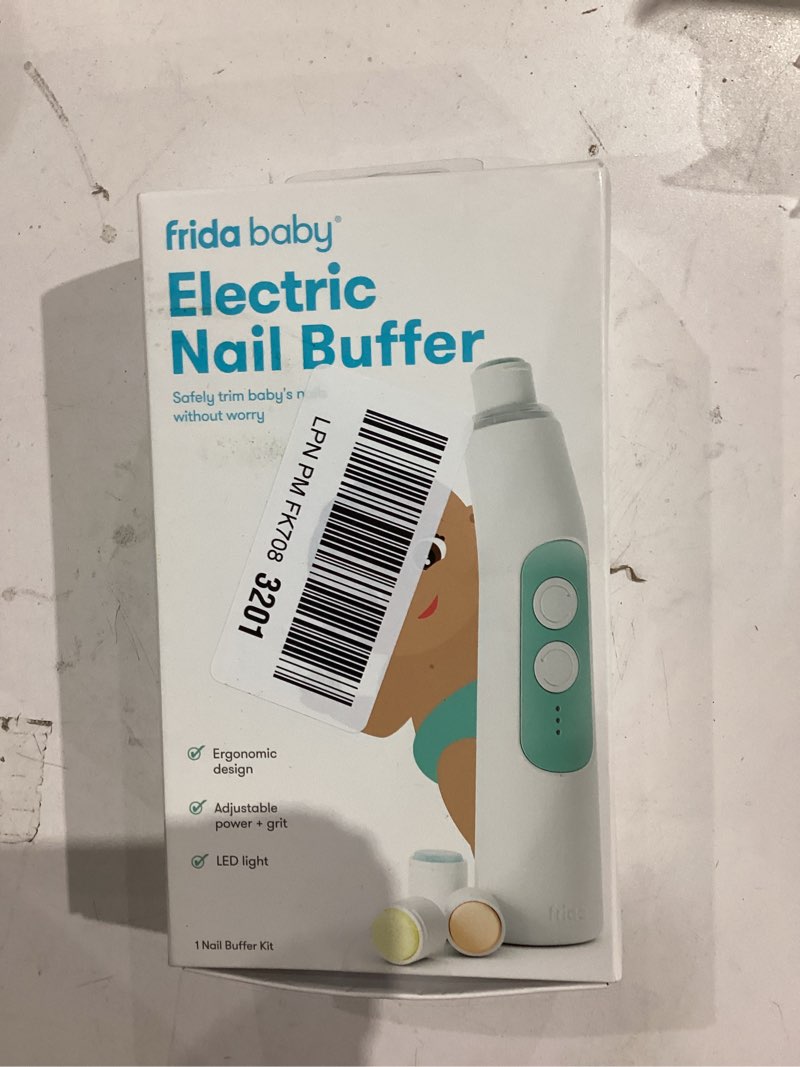 frida baby®
Electric
Nail Buffer
Safely trim baby's nails
without worry
LPN PM FK708 3201
Ergonomic
design
Adjustable
power + grit
LED light
1 Nail Buffer Kit
frida